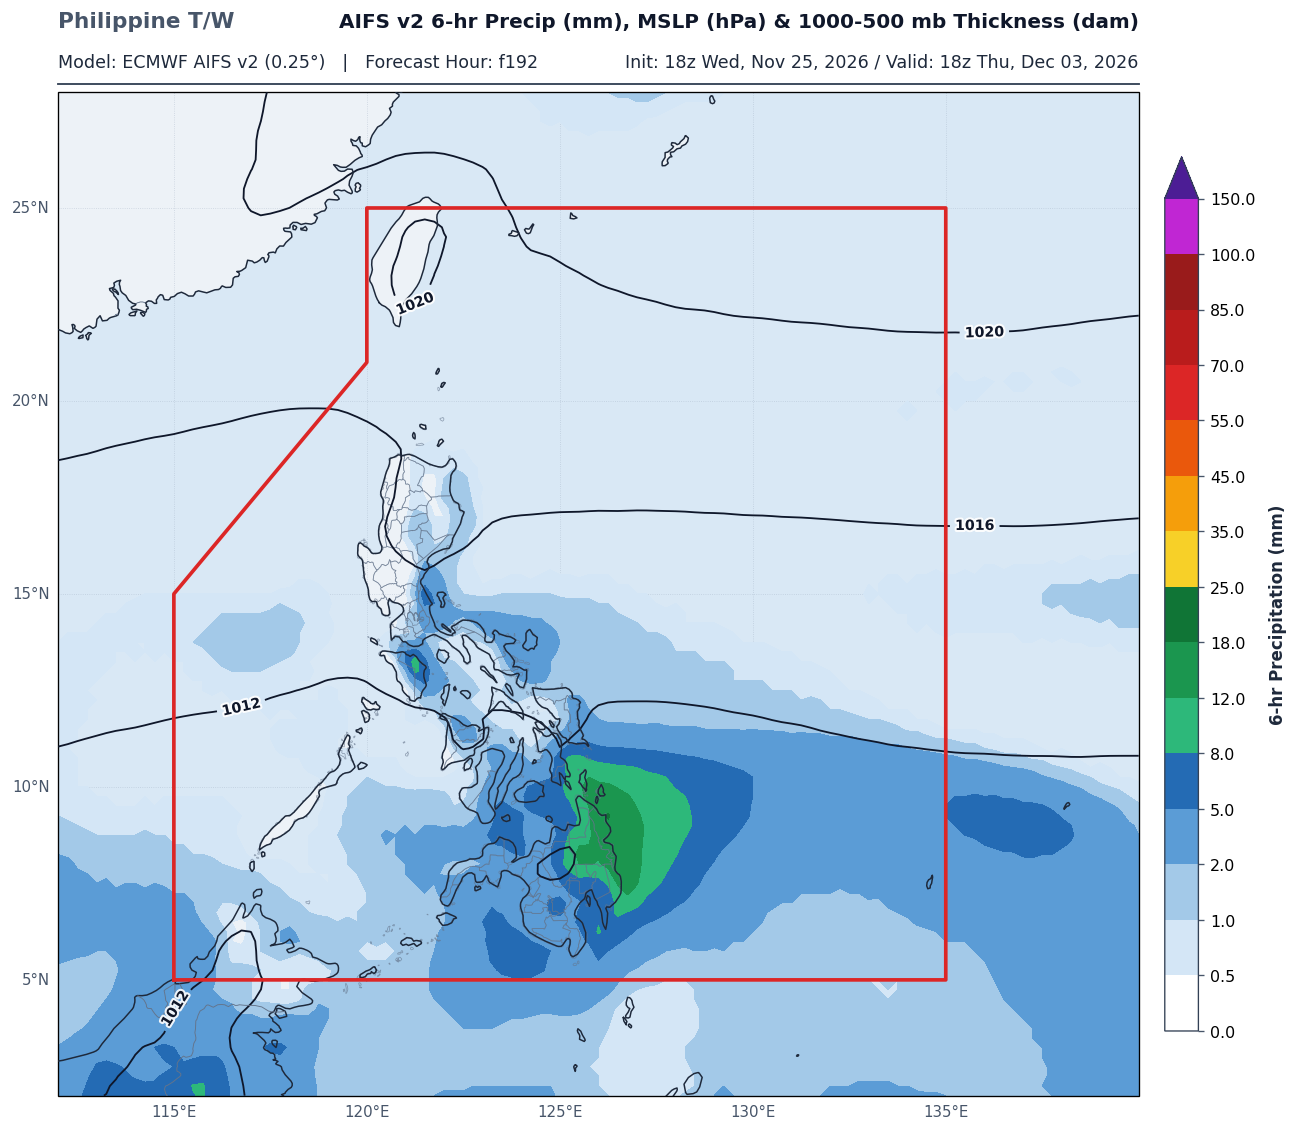 Philippine T/W
AIFS v2 6-hr Precip (mm), MSLP (hPa) & 1000-500 mb Thickness (dam)
Model: ECMWF AIFS v2 (0.25°)   |   Forecast Hour: f192
Init: 18z Wed, Nov 25, 2026 / Valid: 18z Thu, Dec 03, 2026
25°N
20°N
15°N
10°N
5°N
115°E
120°E
125°E
130°E
135°E
1020
1020
1016
1012
1012
150.0
100.0
85.0
70.0
55.0
45.0
35.0
25.0
18.0
12.0
8.0
5.0
2.0
1.0
0.5
0.0
6-hr Precipitation (mm)